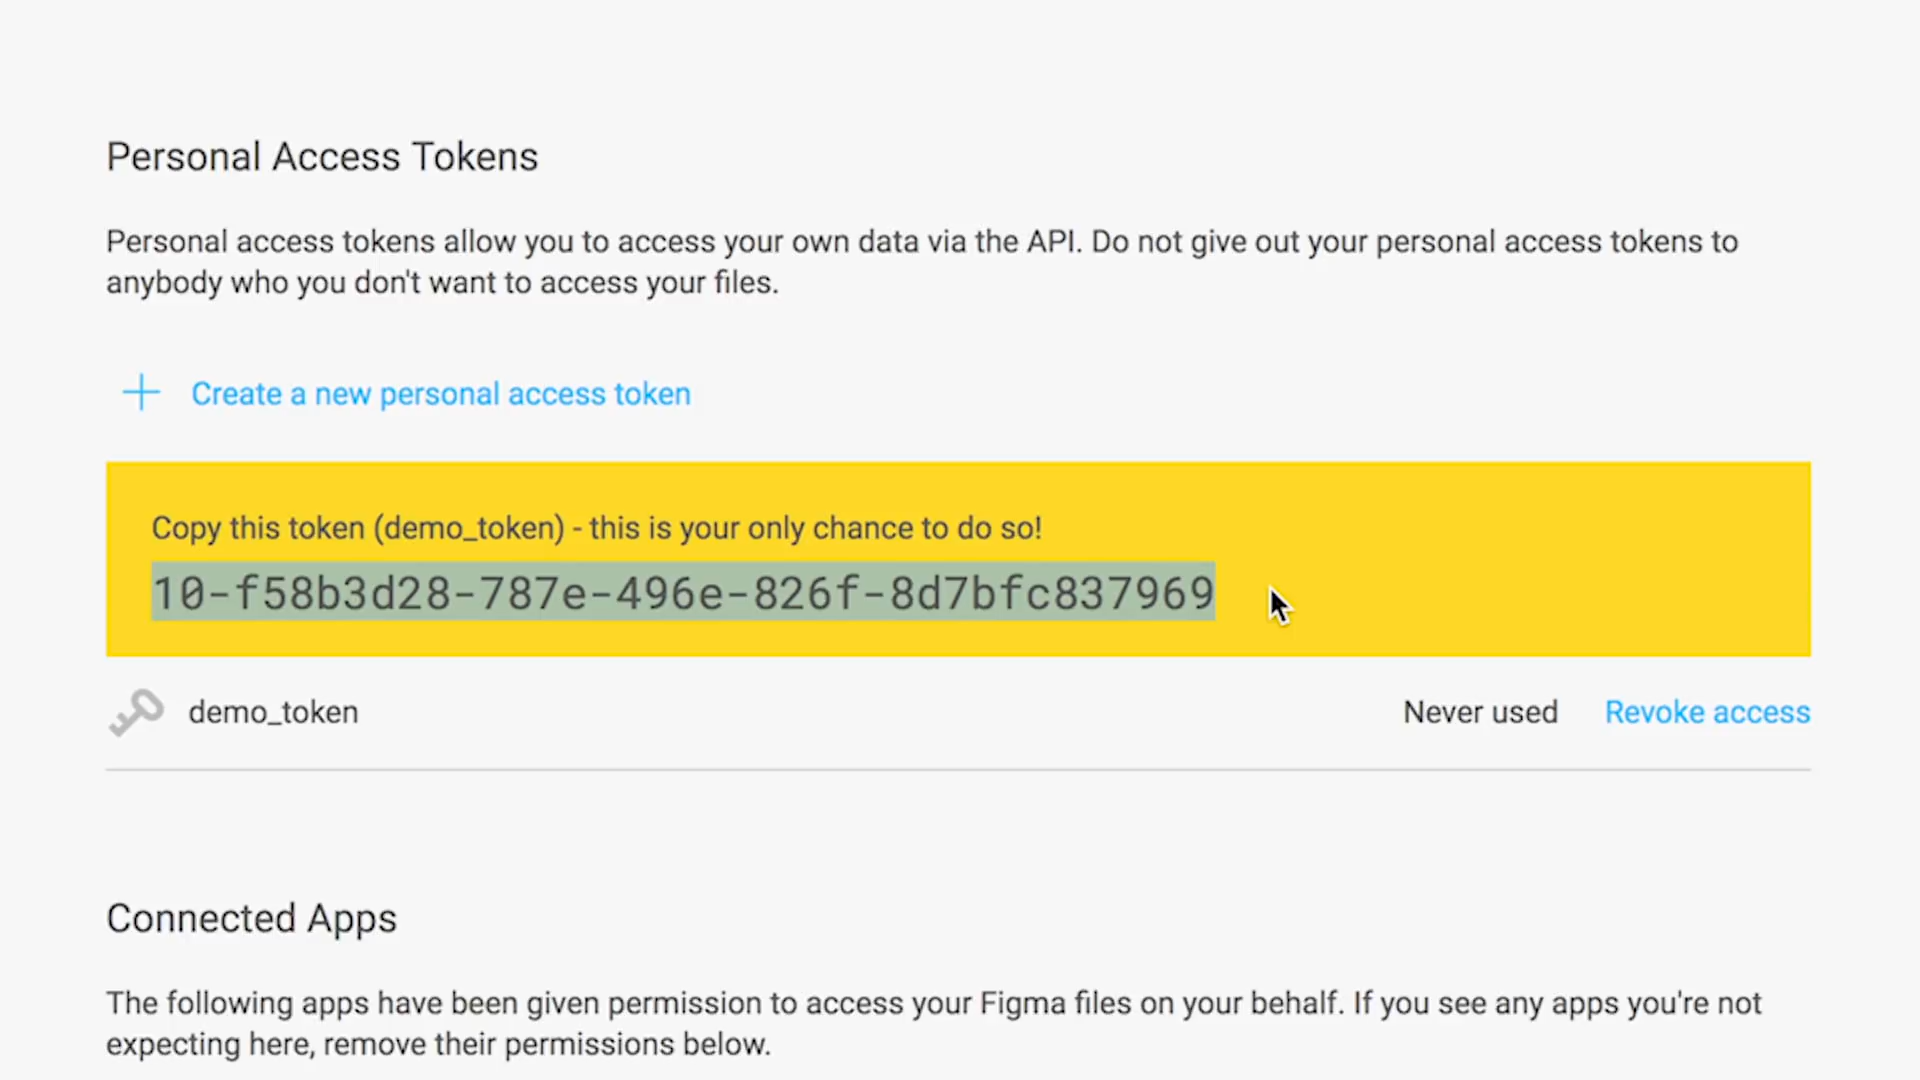 Personal Access Tokens
Personal access tokens allow you to access your own data via the API. Do not give out your personal access tokens to
anybody who you don't want to access your files.
Create a new personal access token
Copy this token (demo_token) - this is your only chance to do so!
10-f58b3d28-787e-496e-826f-8d7bfc837969
demo_token
Never used
Revoke access
Connected Apps
The following apps have been given permission to access your Figma files on your behalf. If you see any apps you're not
expecting here, remove their permissions below.